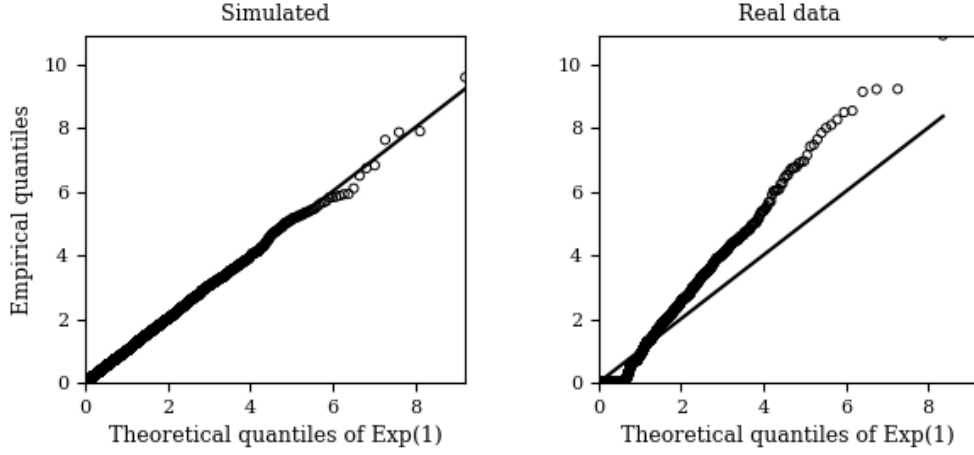 Simulated
Real data
Empirical quantiles
10
8
6
4
2
0
0 2 4 6 8
Theoretical quantiles of Exp(1)
10
8
6
4
2
0
0 2 4 6 8
Theoretical quantiles of Exp(1)